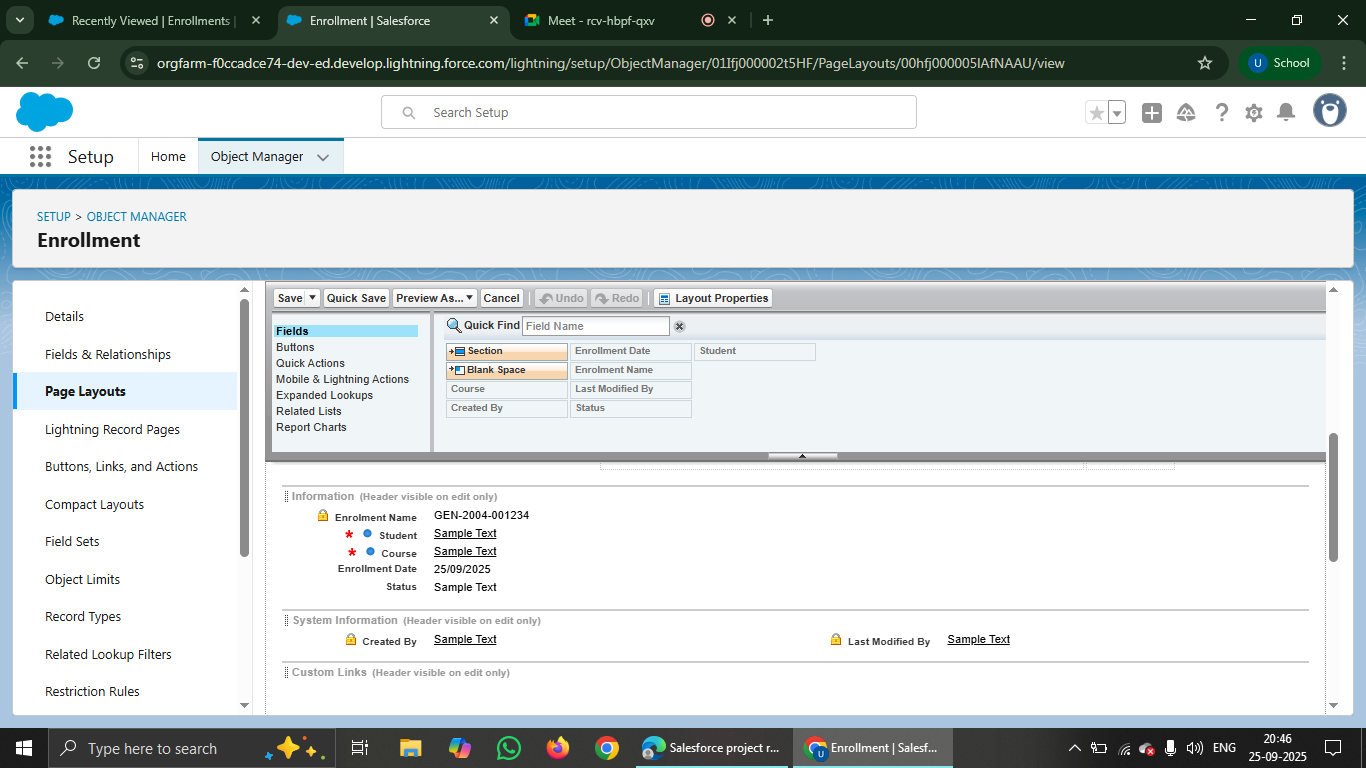 Recently Viewed | Enrollments |
Enrollment | Salesforce
Meet - rcv-hbpf-qxv
orgfarm-f0ccadce74-dev-ed.develop.lightning.force.com/lightning/setup/ObjectManager/01Ifj000002t5HF/PageLayouts/00hfj000005IAfNAAU/view
U School
Search Setup
Setup
Home
Object Manager
SETUP > OBJECT MANAGER
Enrollment
Details
Fields & Relationships
Page Layouts
Lightning Record Pages
Buttons, Links, and Actions
Compact Layouts
Field Sets
Object Limits
Record Types
Related Lookup Filters
Restriction Rules
Save Quick Save Preview As... Cancel Undo Redo Layout Properties
Fields
Buttons
Quick Actions
Mobile & Lightning Actions
Expanded Lookups
Related Lists
Report Charts
Quick Find Field Name
Section Enrollment Date Student
Blank Space Enrolment Name
Course Last Modified By
Created By Status
Information (Header visible on edit only)
Enrolment Name GEN-2004-001234
* Student Sample Text
* Course Sample Text
Enrollment Date 25/09/2025
Status Sample Text
System Information (Header visible on edit only)
Created By Sample Text Last Modified By Sample Text
Custom Links (Header visible on edit only)
Type here to search
Salesforce project r...
U
Enrollment | Salesf...
ENG
20:46
25-09-2025